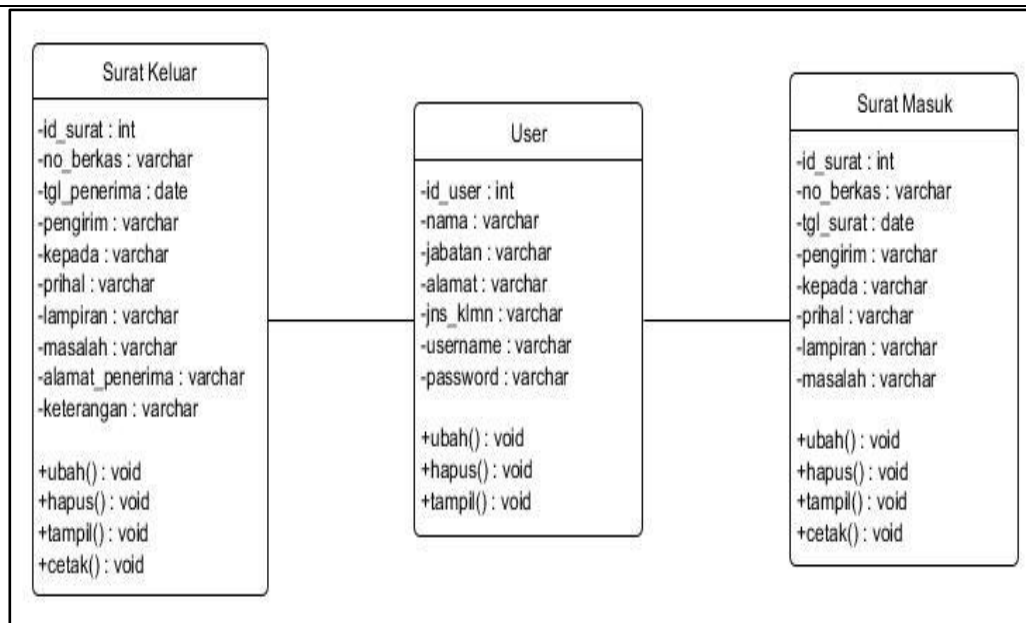 Surat Keluar
-id_surat : int
-no_berkas : varchar
-tgl_penerima : date
-pengirim : varchar
-kepada : varchar
-prihal : varchar
-lampiran : varchar
-masalah : varchar
-alamat_penerima : varchar
-keterangan : varchar
+ubah() : void
+hapus() : void
+tampil() : void
+cetak() : void
User
-id_user : int
-nama : varchar
-jabatan : varchar
-alamat : varchar
-jns_klmn : varchar
-username : varchar
-password : varchar
+ubah() : void
+hapus() : void
+tampil() : void
Surat Masuk
-id_surat : int
-no_berkas : varchar
-tgl_surat : date
-pengirim : varchar
-kepada : varchar
-prihal : varchar
-lampiran : varchar
-masalah : varchar
+ubah() : void
+hapus() : void
+tampil() : void
+cetak() : void